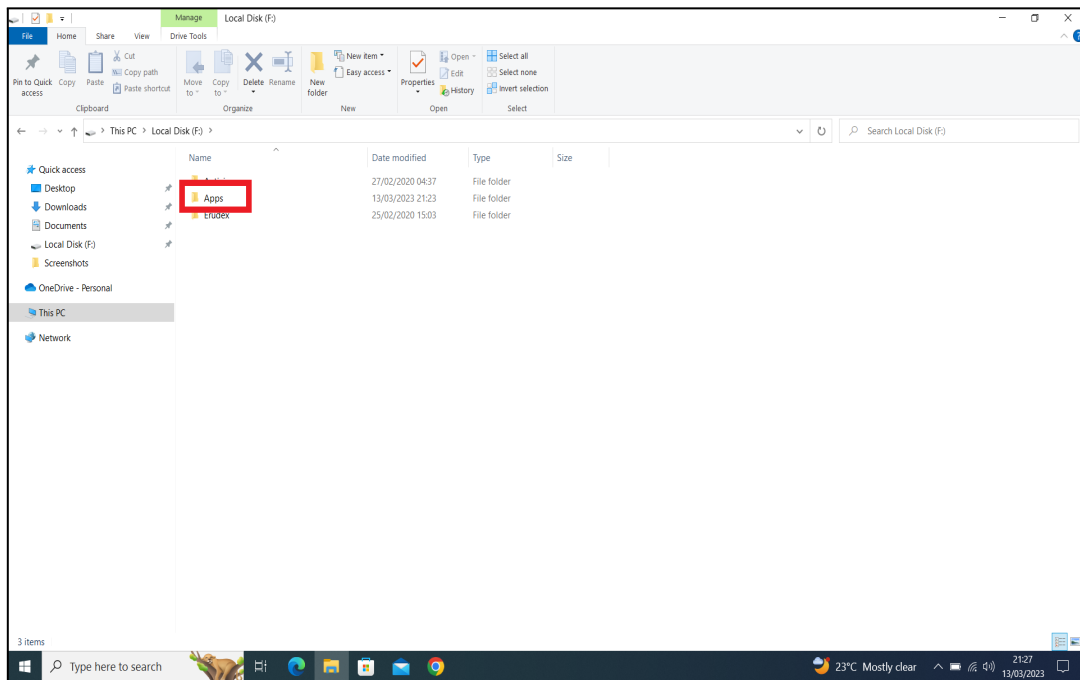 Manage Local Disk (F:)
File Home Share View Drive Tools
Pin to Quick access
Copy
Paste
Cut
Copy path
Paste shortcut
Clipboard
Move to
Copy to
Delete
Rename
Organize
New folder
New item
Easy access
New
Properties
Open
Edit
History
Open
Select all
Select none
Invert selection
Select
This PC > Local Disk (F:) >
Search Local Disk (F:)
Name Date modified Type Size
27/02/2020 04:37 File folder
Apps 13/03/2023 21:23 File folder
Erudex 25/02/2020 15:03 File folder
Quick access
Desktop
Downloads
Documents
Local Disk (F:)
Screenshots
OneDrive - Personal
This PC
Network
3 items
Type here to search
23°C Mostly clear
21:27
13/03/2023